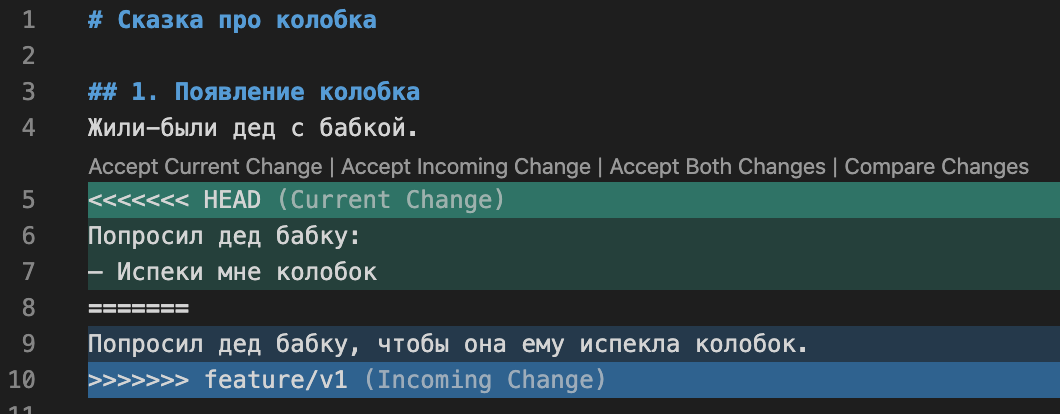 1 # Сказка про колобка
2
3 ## 1. Появление колобка
4 Жили-были дед с бабкой.
Accept Current Change | Accept Incoming Change | Accept Both Changes | Compare Changes
5 <<<<<<< HEAD (Current Change)
6 Попросил дед бабку:
7 — Испеки мне колобок
8 =======
9 Попросил дед бабку, чтобы она ему испекла колобок.
10 >>>>>>> feature/v1 (Incoming Change)
11